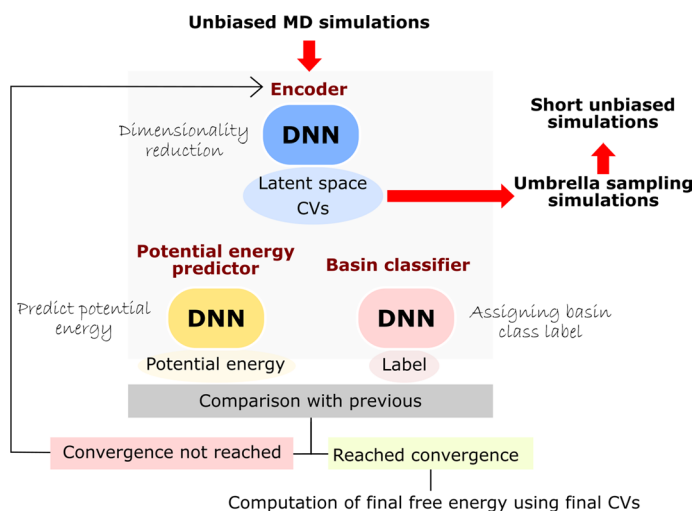 Unbiased MD simulations
Encoder
Dimensionality
reduction
DNN
Latent space
CVs
Short unbiased
simulations
Umbrella sampling
simulations
Potential energy
predictor
Basin classifier
Predict potential
energy
DNN
DNN
Assigning basin
class label
Potential energy
Label
Comparison with previous
Convergence not reached
Reached convergence
Computation of final free energy using final CVs